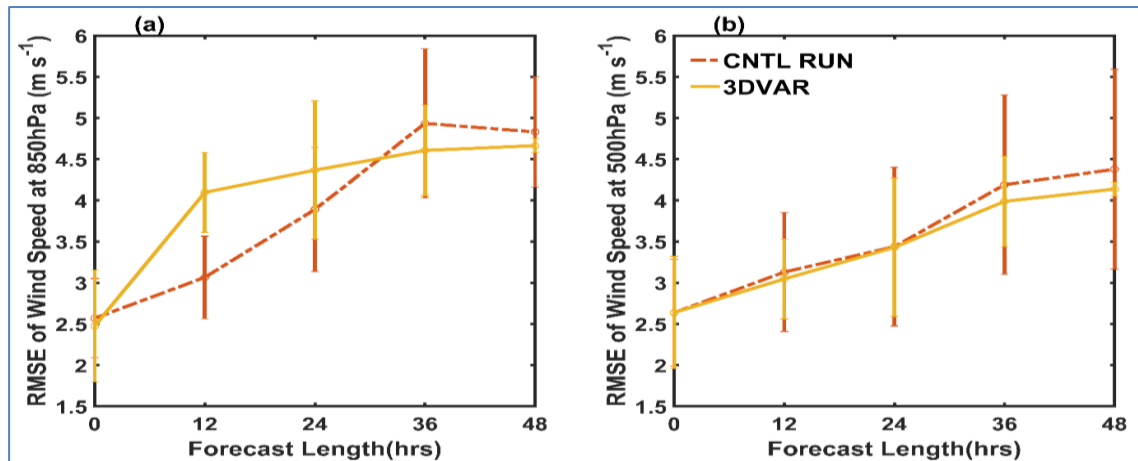 (a)
RMSE of Wind Speed at 850hPa (m s-1)
6
5.5
5
4.5
4
3.5
3
2.5
2
1.5
0 12 24 36 48
Forecast Length(hrs)
(b)
RMSE of Wind Speed at 500hPa (m s-1)
6
5.5
5
4.5
4
3.5
3
2.5
2
1.5
CNTL RUN
3DVAR
0 12 24 36 48
Forecast Length(hrs)